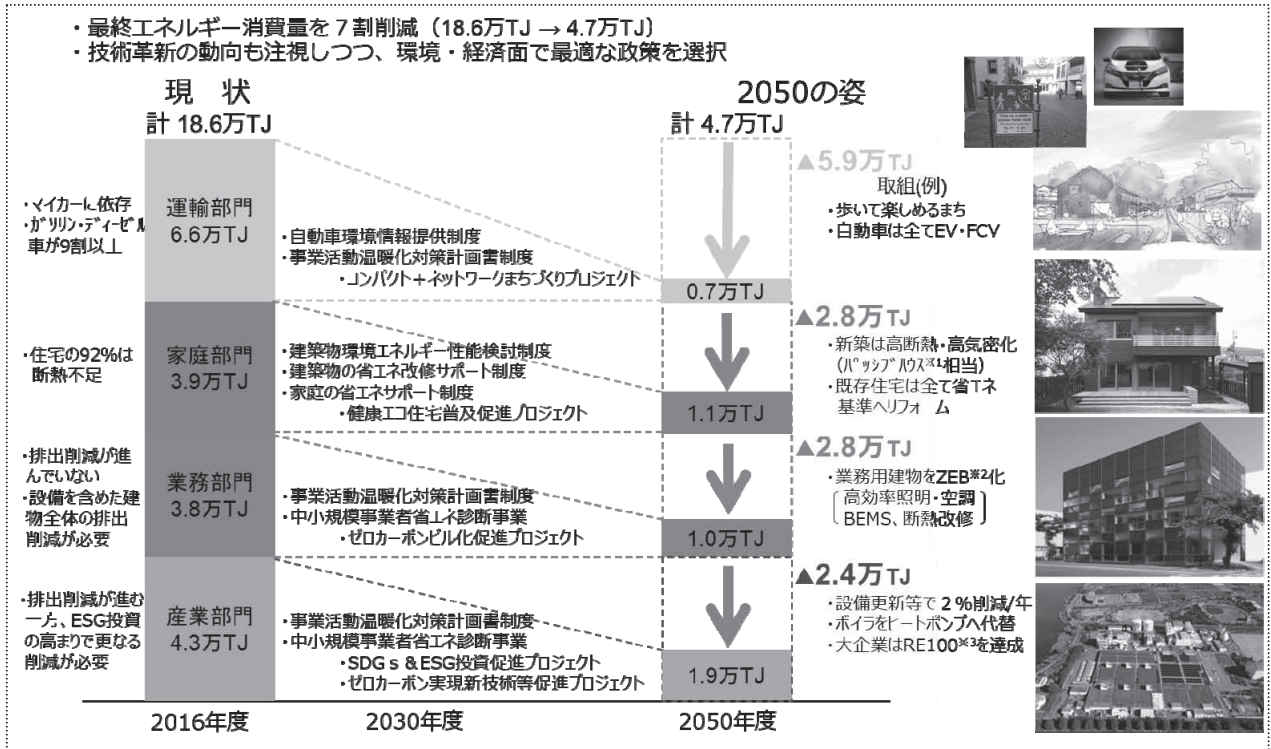 ・最終エネルギー消費量を７割削減（18.6万TJ → 4.7万TJ）
・技術革新の動向も注視しつつ、環境・経済面で最適な政策を選択
現　状
計 18.6万TJ
2050の姿
計 4.7万TJ
・マイカーに依存
・ｶﾞｿﾘﾝ・ﾃﾞｨｰｾﾞﾙ
車が9割以上
運輸部門
6.6万TJ
・自動車環境情報提供制度
・事業活動温暖化対策計画書制度
・コンパクト＋ネットワークまちづくりプロジェクト
0.7万TJ
▲5.9万TJ
取組(例)
・歩いて楽しめるまち
・自動車は全てEV・FCV
・住宅の92%は
断熱不足
家庭部門
3.9万TJ
・建築物環境エネルギー性能検討制度
・建築物の省エネ改修サポート制度
・家庭の省エネサポート制度
・健康エコ住宅普及促進プロジェクト
1.1万TJ
▲2.8万TJ
・新築は高断熱・高気密化
(ﾊﾟｯｼﾌﾞﾊｳｽ※1相当)
・既存住宅は全て省エネ
基準へリフォーム
・排出削減が進
んでいない
・設備を含めた建
物全体の排出
削減が必要
業務部門
3.8万TJ
・事業活動温暖化対策計画書制度
・中小規模事業者省エネ診断事業
・ゼロカーボンビル化促進プロジェクト
1.0万TJ
▲2.8万TJ
・業務用建物をZEB※2化
高効率照明・空調
BEMS、断熱改修
・排出削減が進む
一方、ESG投資
の高まりで更なる
削減が必要
産業部門
4.3万TJ
・事業活動温暖化対策計画書制度
・中小規模事業者省エネ診断事業
・SDGｓ＆ESG投資促進プロジェクト
・ゼロカーボン実現新技術等促進プロジェクト
1.9万TJ
▲2.4万TJ
・設備更新等で２%削減/年
・ボイラをヒートポンプへ代替
・大企業はRE100※3を達成
2016年度
2030年度
2050年度